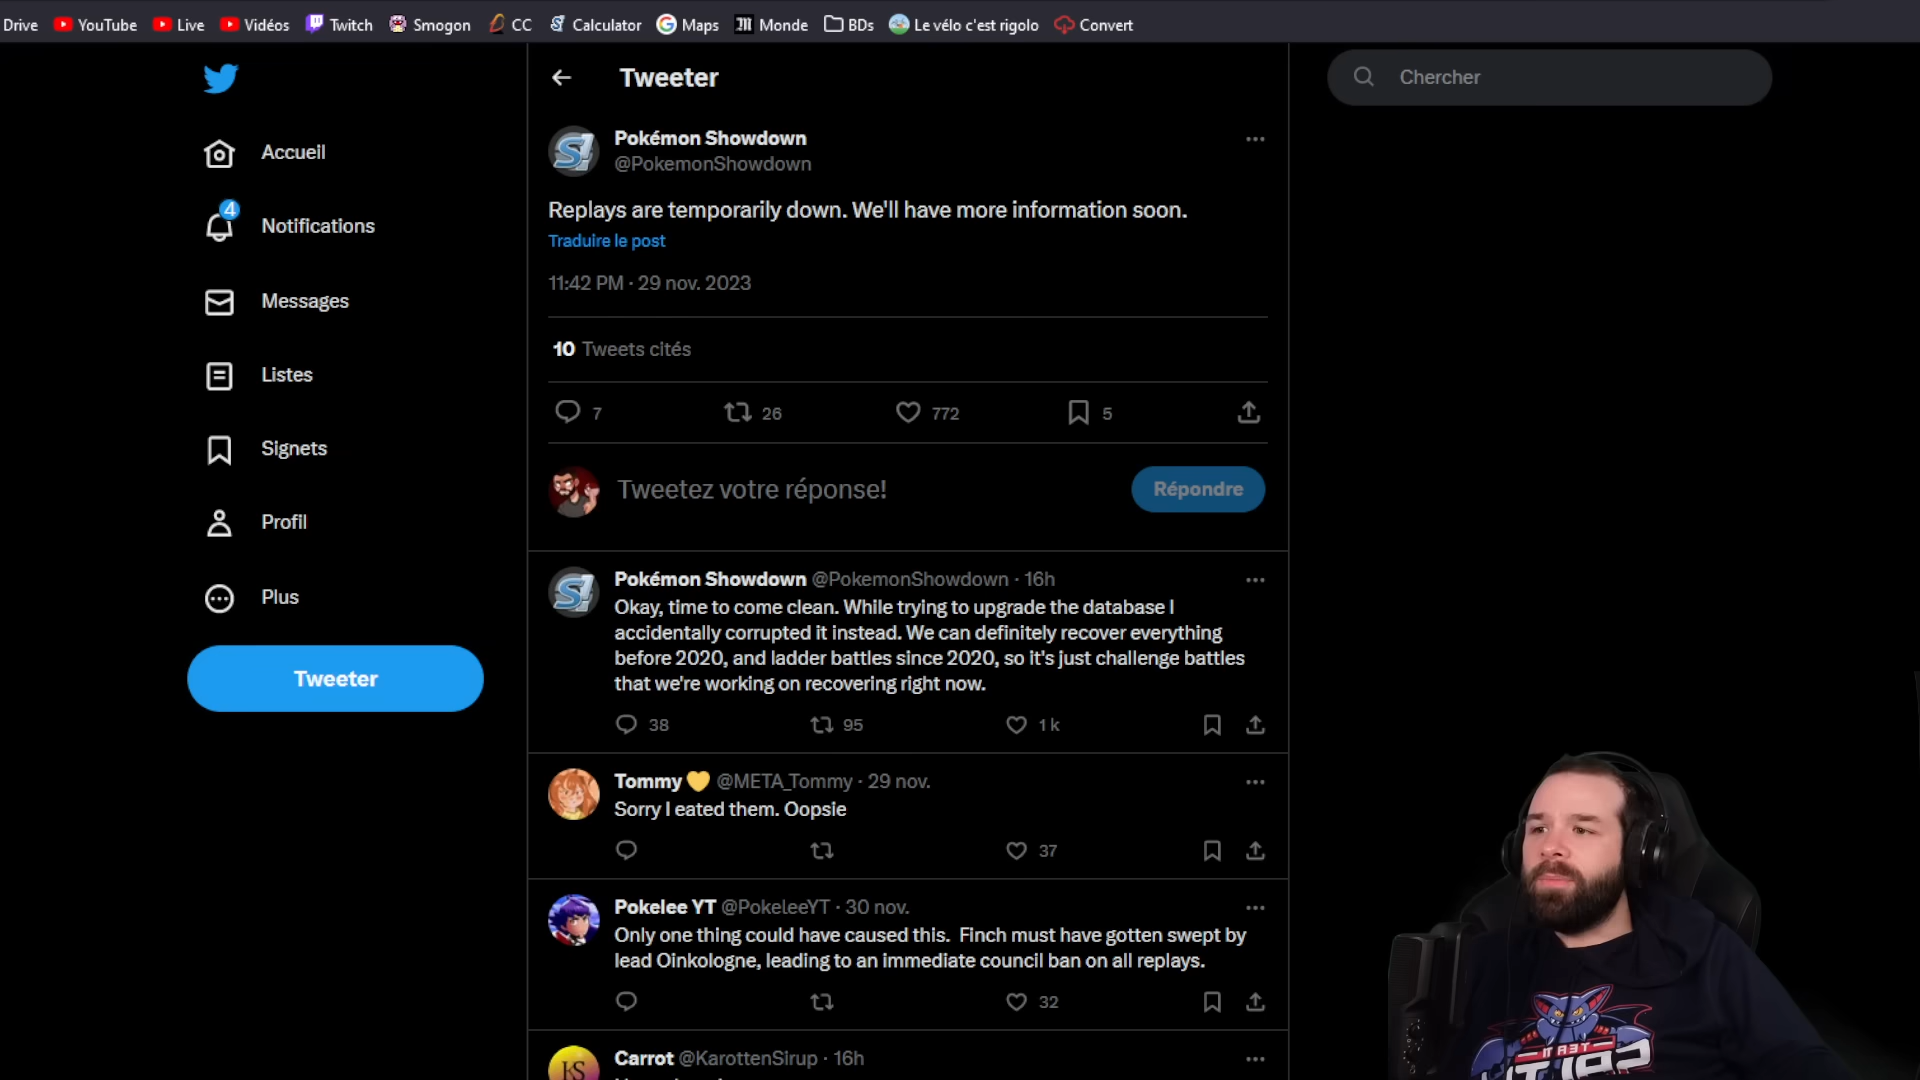 Drive YouTube Live Vidéos Twitch Smogon CC Calculator Maps Monde BDs Le vélo c'est rigolo Convert
Tweeter
Chercher
Accueil
4
Notifications
Messages
Listes
Signets
Profil
Plus
Tweeter
Pokémon Showdown
@PokemonShowdown
Replays are temporarily down. We'll have more information soon.
Traduire le post
11:42 PM · 29 nov. 2023
10 Tweets cités
7 26 772 5
Tweetez votre réponse!
Répondre
Pokémon Showdown @PokemonShowdown · 16h
Okay, time to come clean. While trying to upgrade the database I
accidentally corrupted it instead. We can definitely recover everything
before 2020, and ladder battles since 2020, so it's just challenge battles
that we're working on recovering right now.
38 95 1 k
Tommy 💛 @META_Tommy · 29 nov.
Sorry I eated them. Oopsie
37
Pokelee YT @PokeleeYT · 30 nov.
Only one thing could have caused this. Finch must have gotten swept by
lead Oinkologne, leading to an immediate council ban on all replays.
32
KS
Carrot @KarottenSirup · 16h